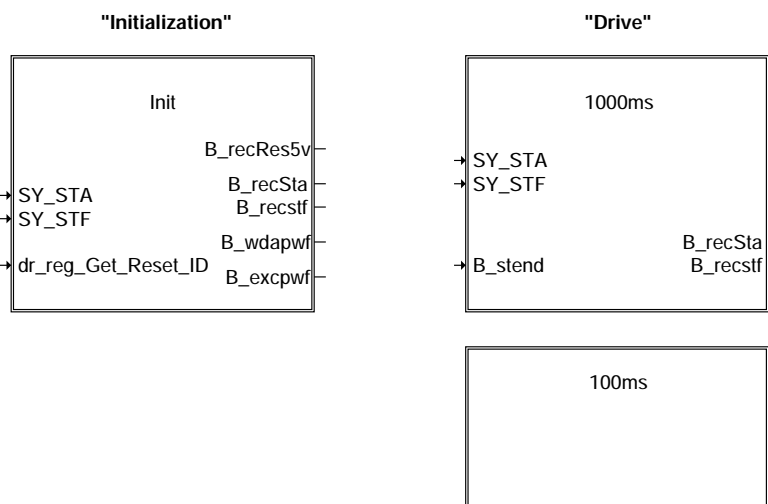 "Initialization"
Init
B_recRes5v
SY_STA
B_recSta
SY_STF
B_recstf
B_wdapwf
dr_reg_Get_Reset_ID
B_excpwf
"Drive"
1000ms
SY_STA
SY_STF
B_recSta
B_stend
B_recstf
100ms